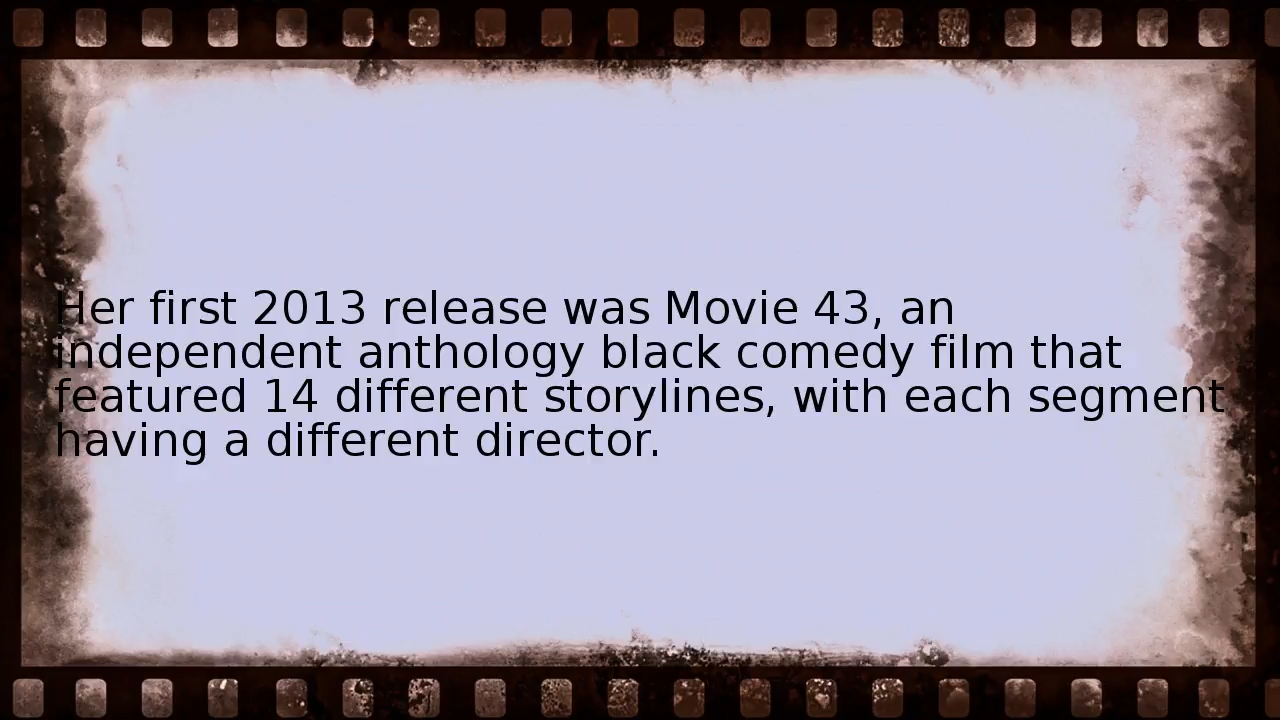 Her first 2013 release was Movie 43, an
independent anthology black comedy film that
featured 14 different storylines, with each segment
having a different director.